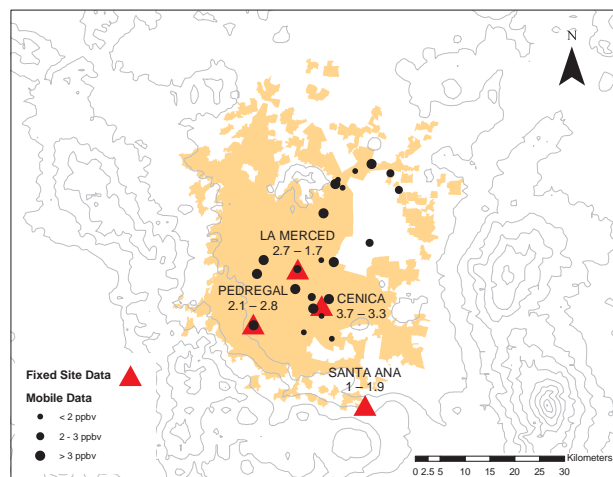 N
LA MERCED
2.7 – 1.7
PEDREGAL
2.1 – 2.8
CENICA
3.7 – 3.3
SANTA ANA
1 – 1.9
Fixed Site Data
Mobile Data
< 2 ppbv
2 - 3 ppbv
> 3 ppbv
Kilometers
0 2.5 5 10 15 20 25 30